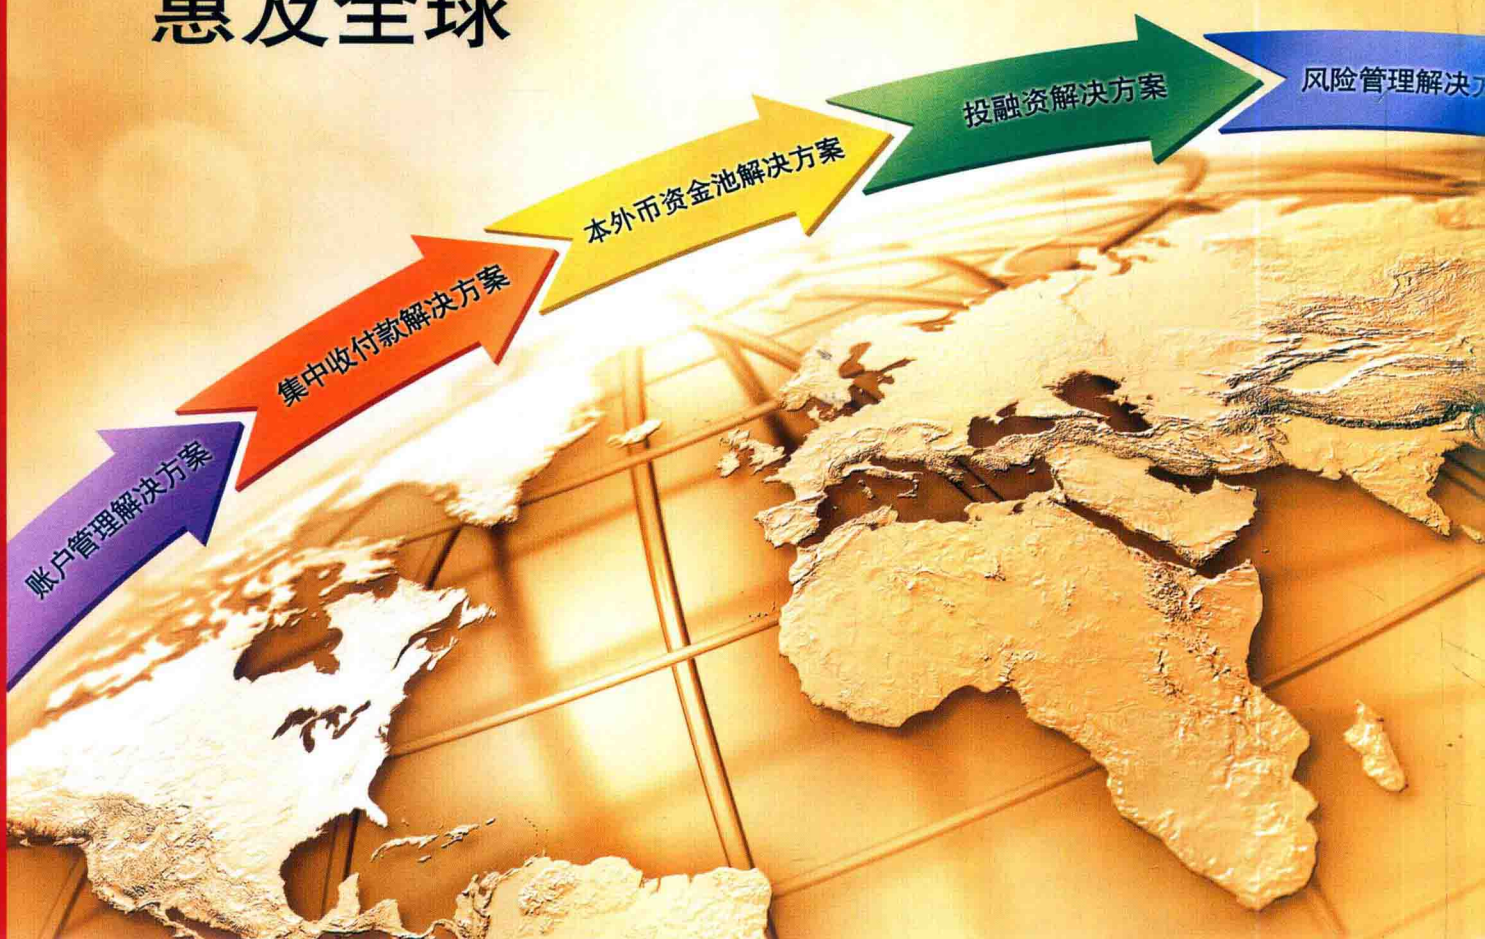 惠及全球
账户管理解决方案
集中收付款解决方案
本外币资金池解决方案
投融资解决方案
风险管理解决方